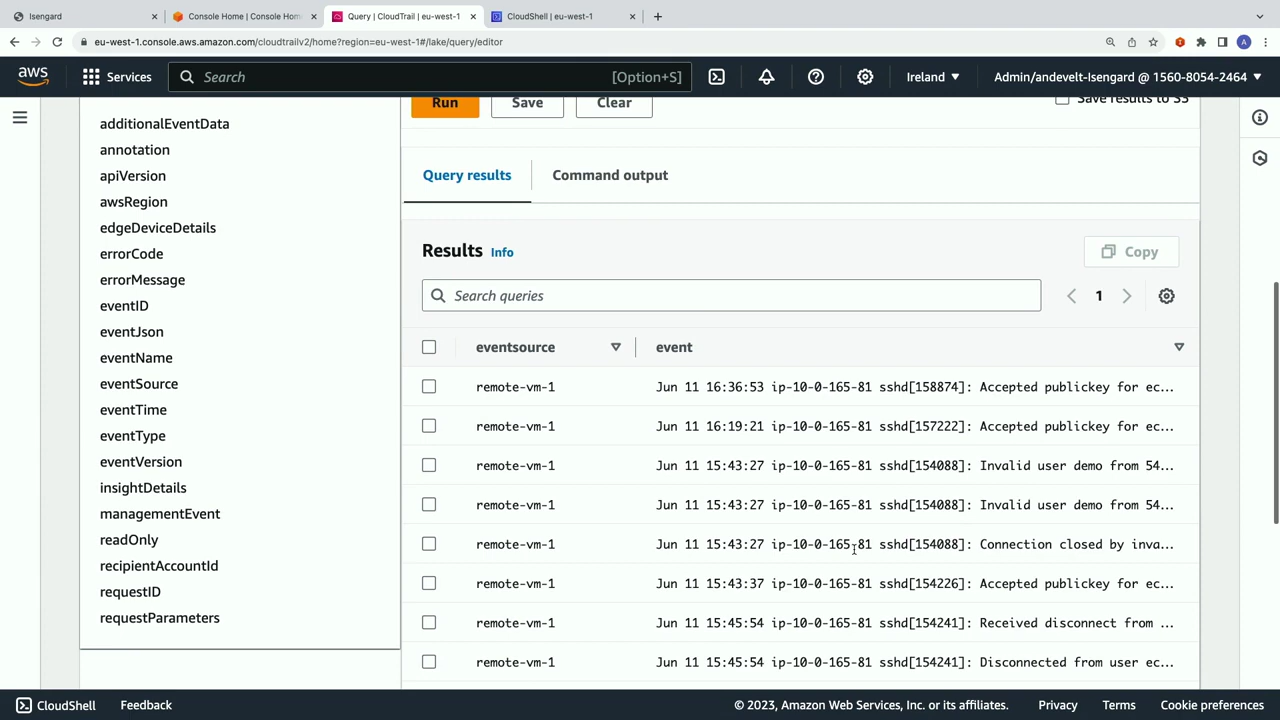 Isengard
Console Home | Console Hom
Query | CloudTrail | eu-west-1
CloudShell | eu-west-1
eu-west-1.console.aws.amazon.com/cloudtrailv2/home?region=eu-west-1#/lake/query/editor
A
aws
Services
Search
[Option+S]
Ireland
Admin/andevelt-Isengard @ 1560-8054-2464
additionalEventData
annotation
apiVersion
awsRegion
edgeDeviceDetails
errorCode
errorMessage
eventID
eventJson
eventName
eventSource
eventTime
eventType
eventVersion
insightDetails
managementEvent
readOnly
recipientAccountId
requestID
requestParameters
Run
Save
Clear
Save results to S3
Query results
Command output
Results Info
Copy
Search queries
1
eventsource event
remote-vm-1 Jun 11 16:36:53 ip-10-0-165-81 sshd[158874]: Accepted publickey for ec...
remote-vm-1 Jun 11 16:19:21 ip-10-0-165-81 sshd[157222]: Accepted publickey for ec...
remote-vm-1 Jun 11 15:43:27 ip-10-0-165-81 sshd[154088]: Invalid user demo from 54...
remote-vm-1 Jun 11 15:43:27 ip-10-0-165-81 sshd[154088]: Invalid user demo from 54...
remote-vm-1 Jun 11 15:43:27 ip-10-0-165-81 sshd[154088]: Connection closed by inva...
remote-vm-1 Jun 11 15:43:37 ip-10-0-165-81 sshd[154226]: Accepted publickey for ec...
remote-vm-1 Jun 11 15:45:54 ip-10-0-165-81 sshd[154241]: Received disconnect from ...
remote-vm-1 Jun 11 15:45:54 ip-10-0-165-81 sshd[154241]: Disconnected from user ec...
CloudShell
Feedback
© 2023, Amazon Web Services, Inc. or its affiliates.
Privacy
Terms
Cookie preferences